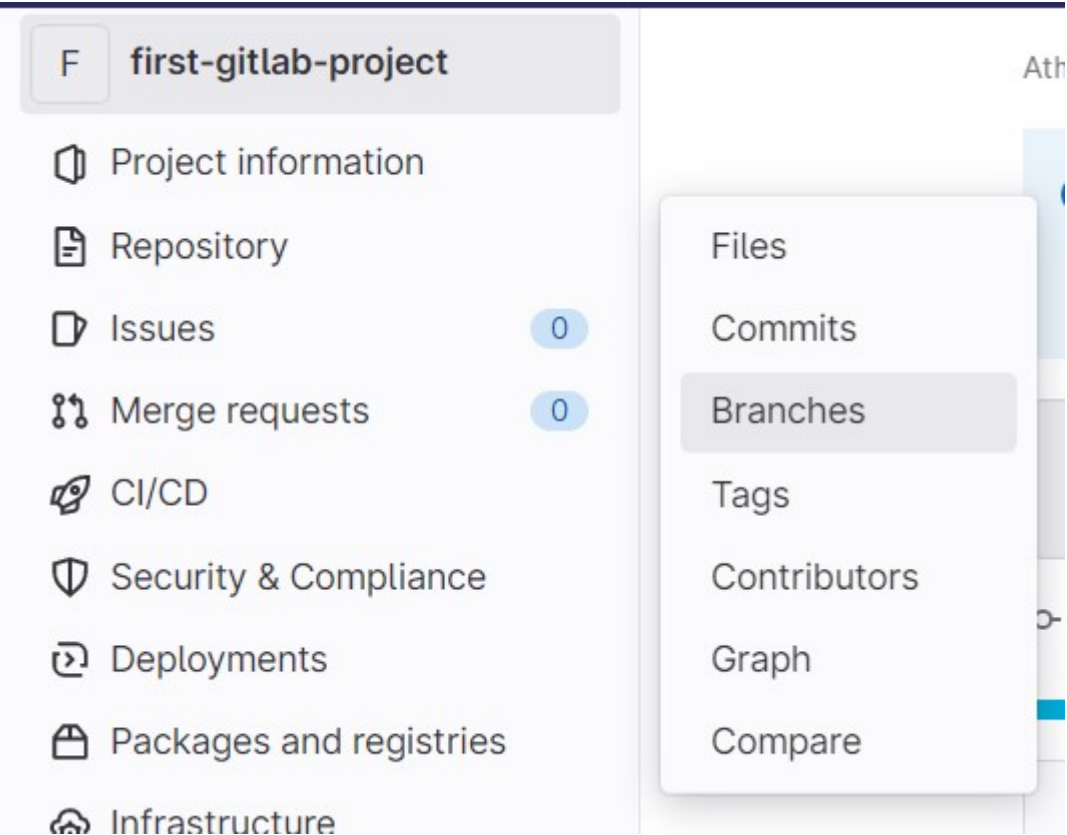 F first-gitlab-project
Project information
Repository
Issues 0
Merge requests 0
CI/CD
Security & Compliance
Deployments
Packages and registries
Infrastructure
Files
Commits
Branches
Tags
Contributors
Graph
Compare